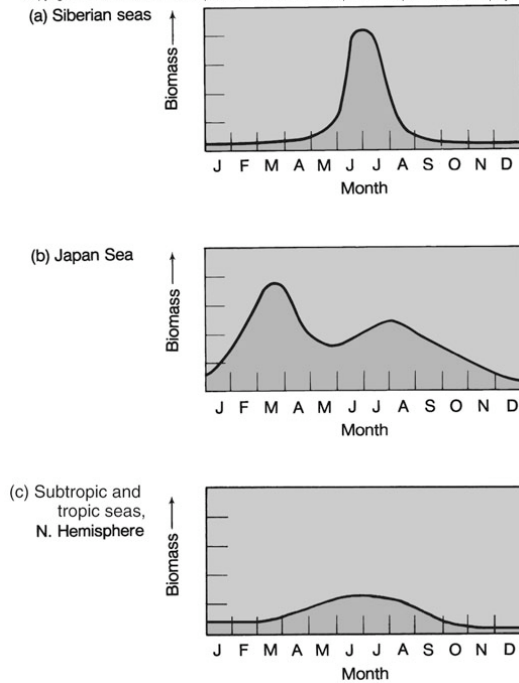 (a) Siberian seas
Biomass
J F M A M J J A S O N D
Month
(b) Japan Sea
Biomass
J F M A M J J A S O N D
Month
(c) Subtropic and
tropic seas,
N. Hemisphere
Biomass
J F M A M J J A S O N D
Month